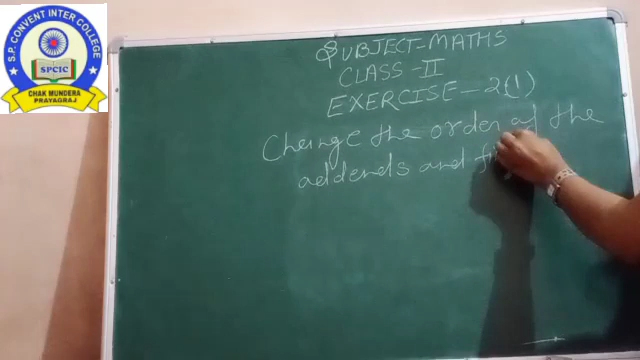 S.P. CONVENT INTER COLLEGE
SPCIC
CHAK MUNDERA
PRAYAGRAJ
SUBJECT-MATHS
CLASS-II
EXERCISE-2(1)
Change the order of the
addends and